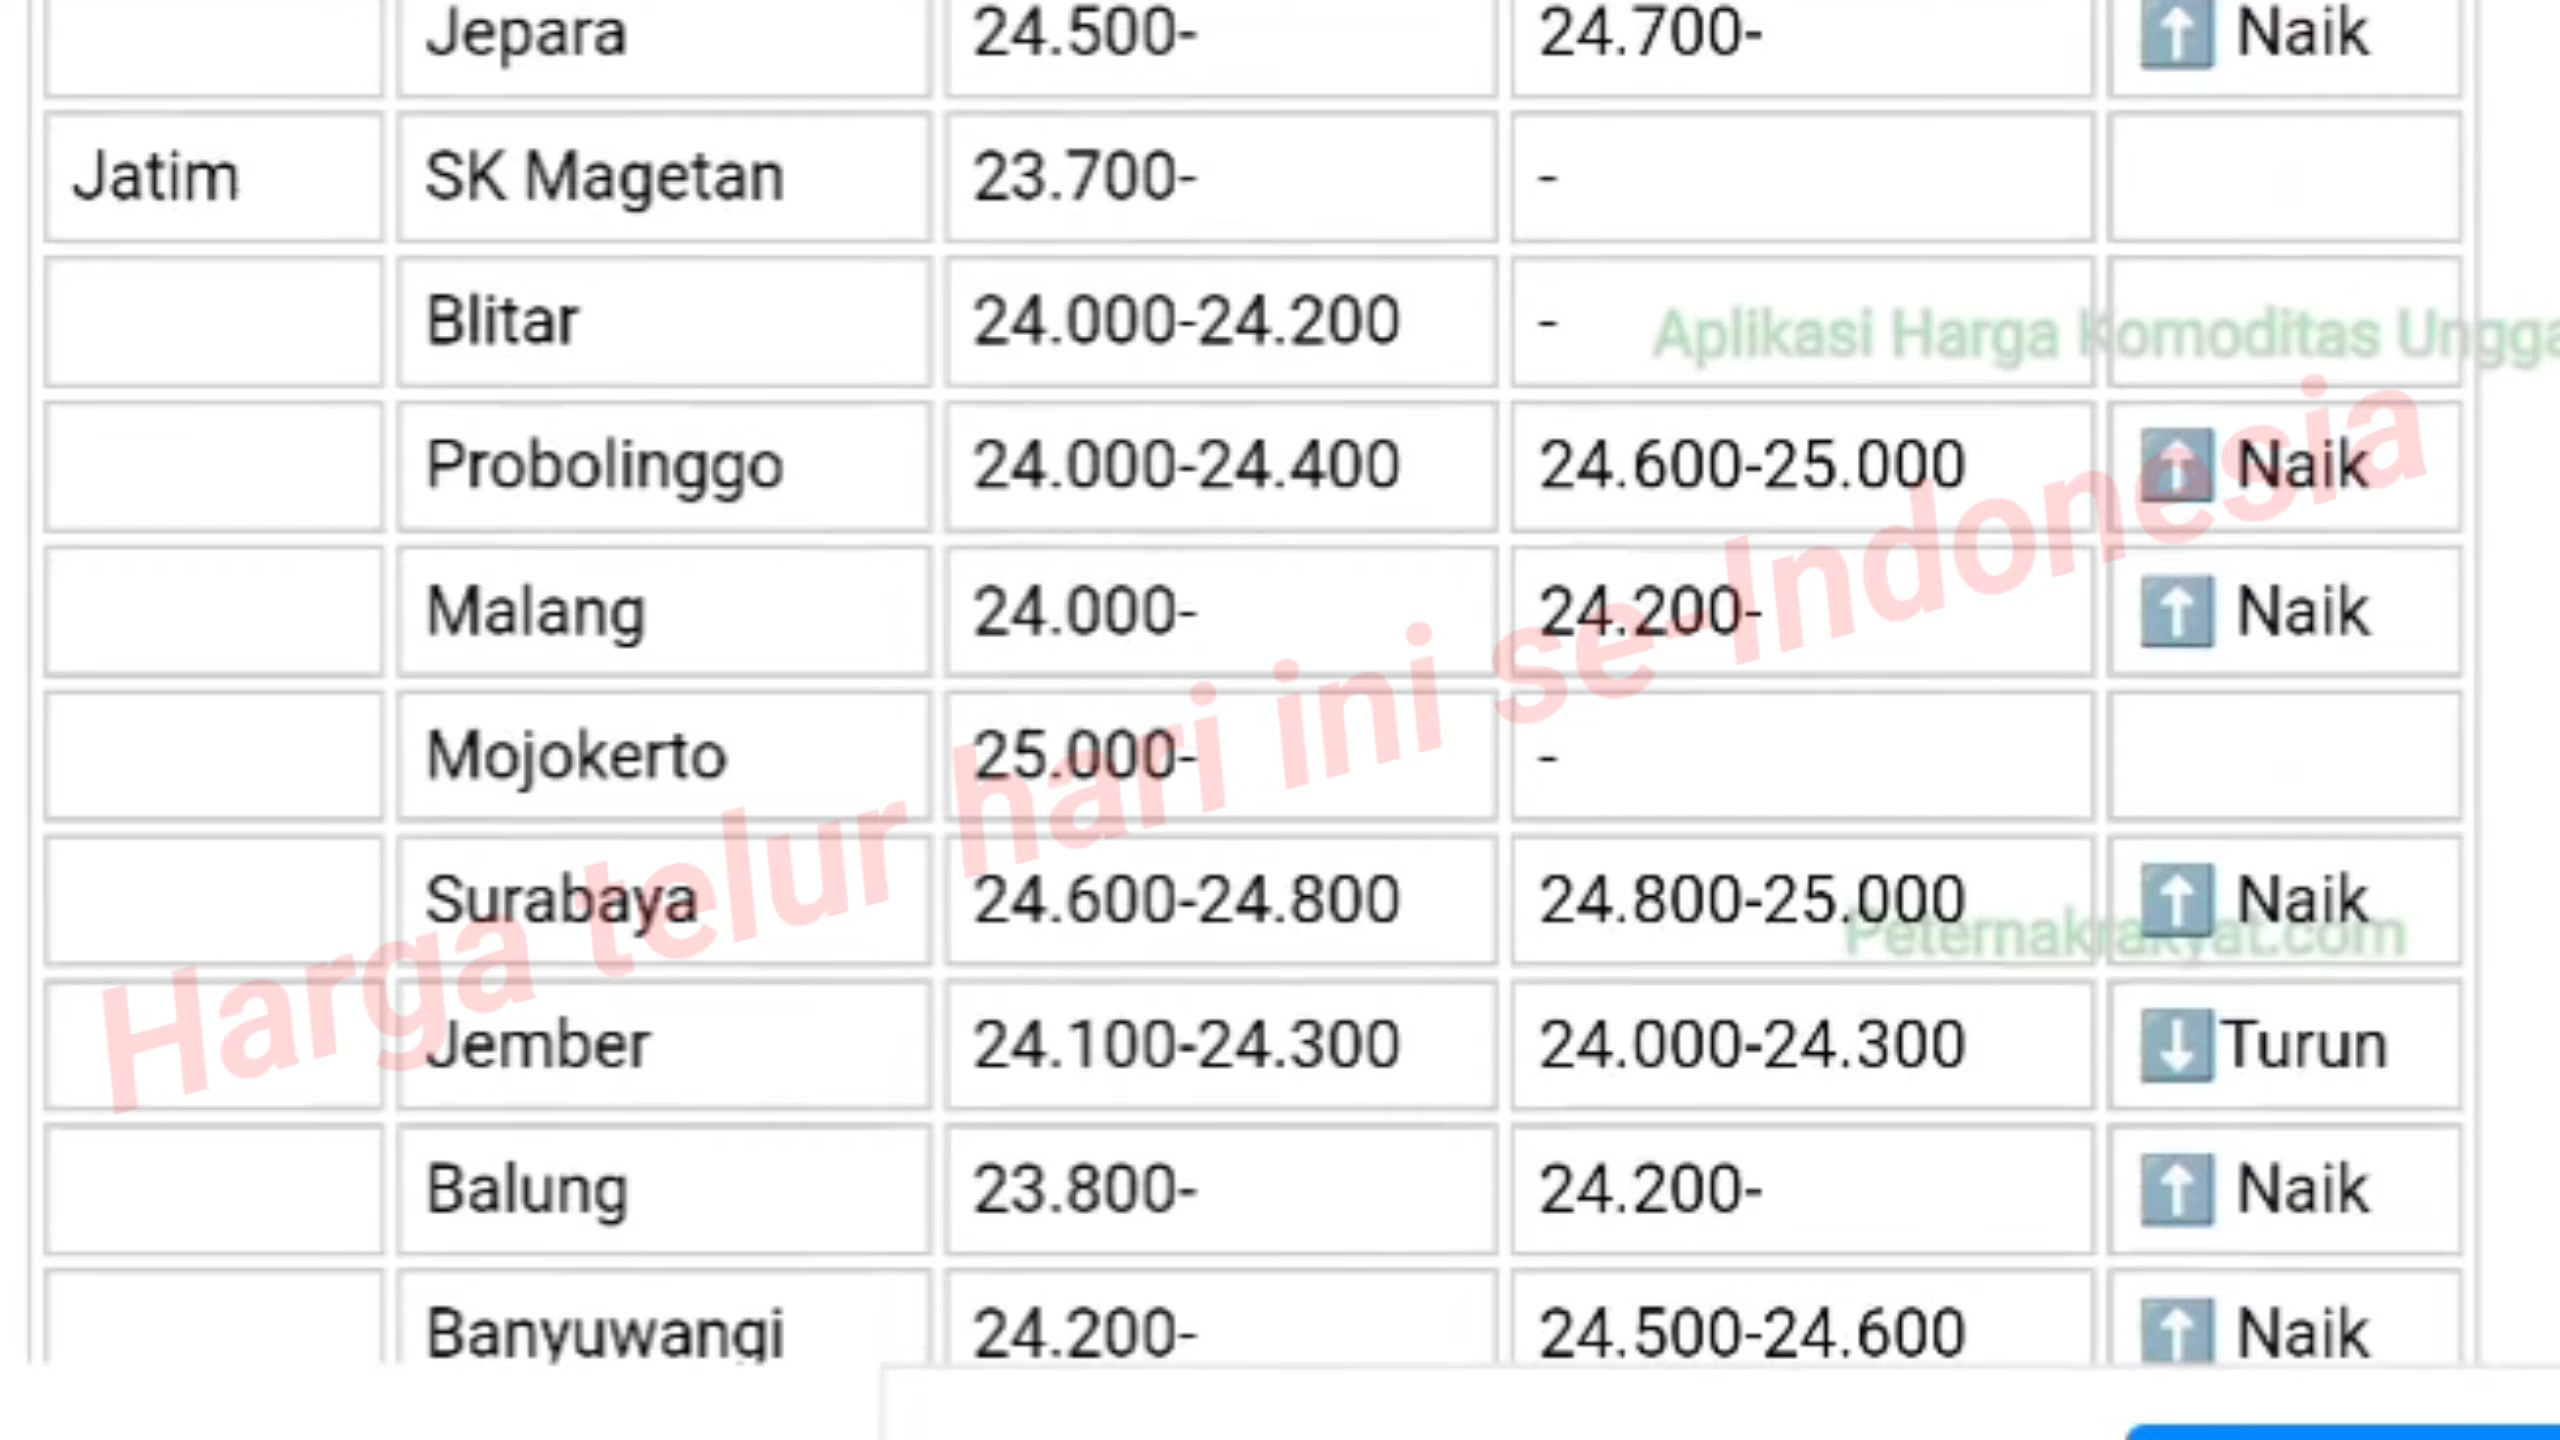 Jepara 24.500- 24.700- ⬆️ Naik
Jatim SK Magetan 23.700- -
Blitar 24.000-24.200 -
Aplikasi Harga Komoditas Ungga
Probolinggo 24.000-24.400 24.600-25.000 ⬆️ Naik
Malang 24.000- 24.200- ⬆️ Naik
Mojokerto 25.000- -
Surabaya 24.600-24.800 24.800-25.000 ⬆️ Naik
Peternakrakyat.com
Jember 24.100-24.300 24.000-24.300 ⬇️Turun
Balung 23.800- 24.200- ⬆️ Naik
Banyuwangi 24.200- 24.500-24.600 ⬆️ Naik
Harga telur hari ini se-Indonesia